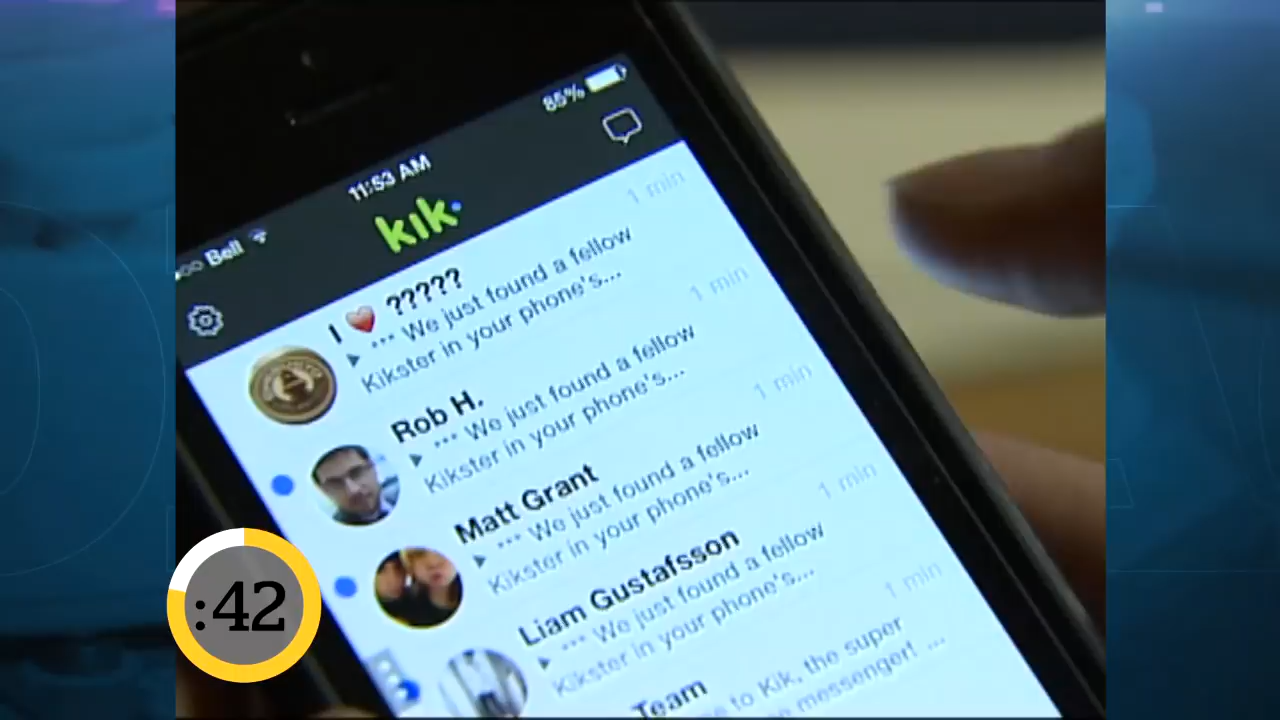 85%
11:53 AM
Bell
kik
I ❤ ?????
1 min
••• We just found a fellow
Kikster in your phone's...
Rob H.
1 min
••• We just found a fellow
Kikster in your phone's...
Matt Grant
1 min
••• We just found a fellow
Kikster in your phone's...
Liam Gustafsson
1 min
••• We just found a fellow
Kikster in your phone's...
Team
1 min
to Kik, the super
messenger! ...
:42